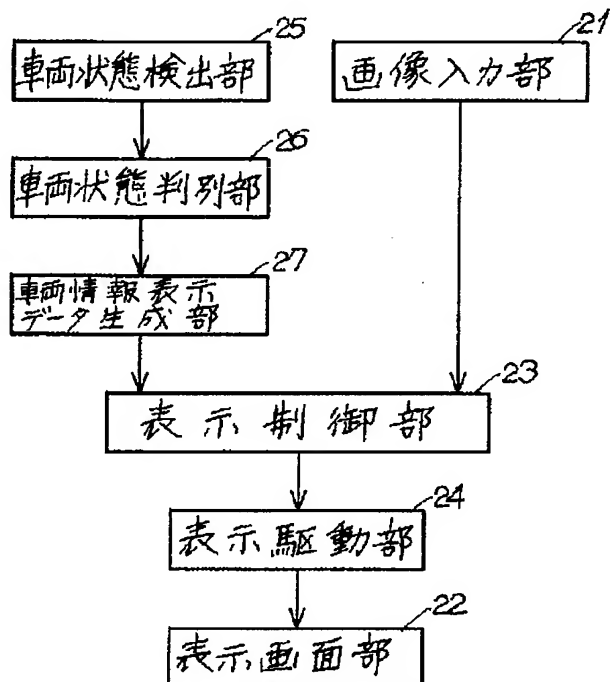 25
車両状態検出部
21
画像入力部
26
車両状態判別部
27
車両情報表示
データ生成部
23
表示制御部
24
表示駆動部
22
表示画面部